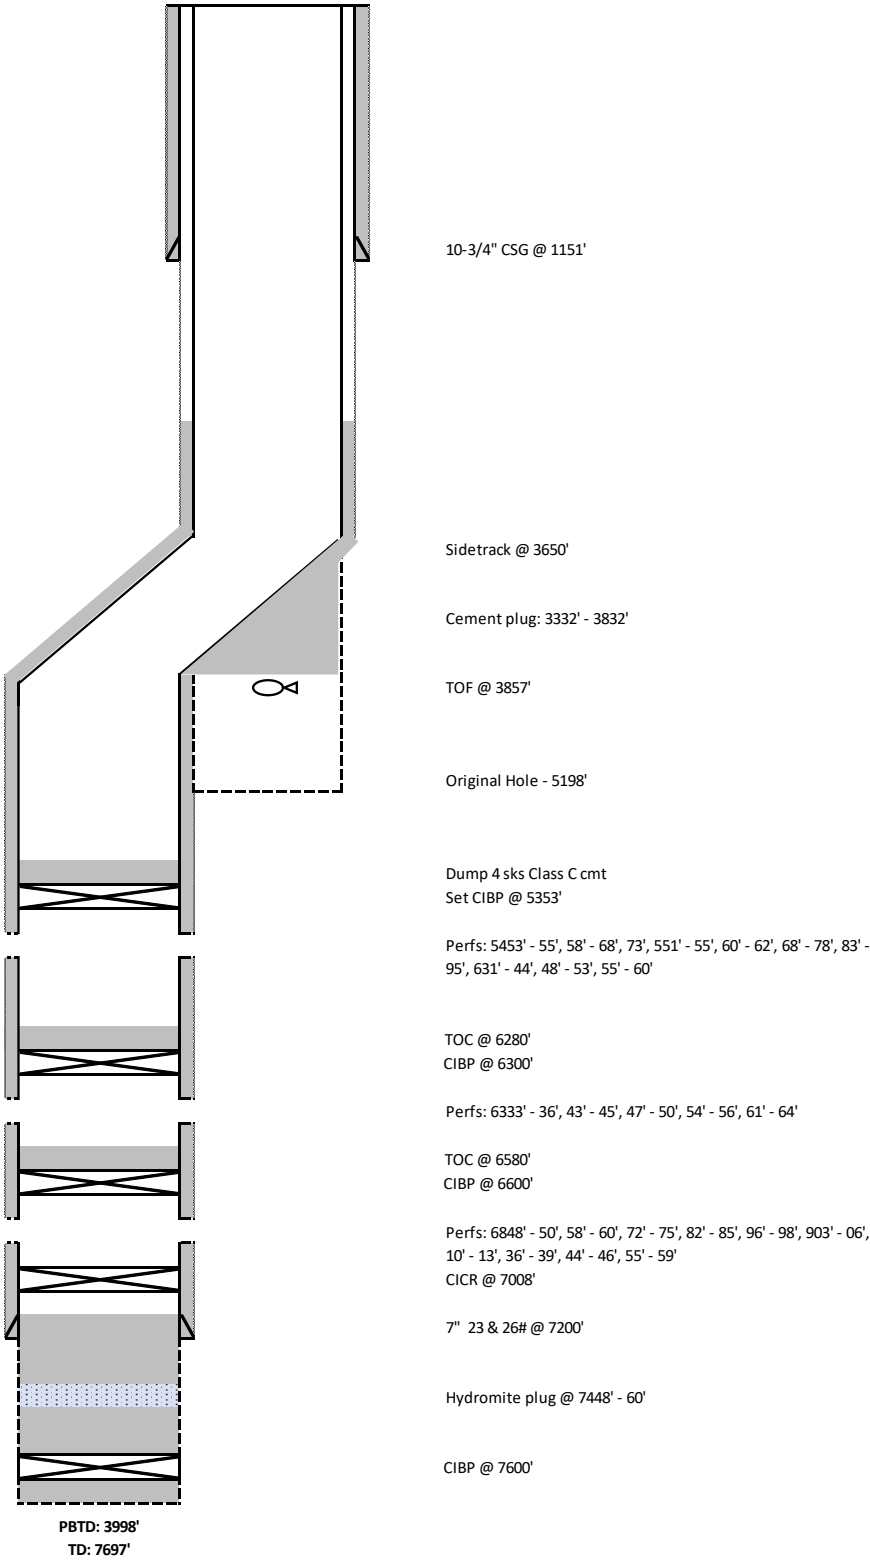 10-3/4" CSG @ 1151'
Sidetrack @ 3650'
Cement plug: 3332' - 3832'
TOF @ 3857'
Original Hole - 5198'
Dump 4 sks Class C cmt
Set CIBP @ 5353'
Perfs: 5453' - 55', 58' - 68', 73', 551' - 55', 60' - 62', 68' - 78', 83' -
95', 631' - 44', 48' - 53', 55' - 60'
TOC @ 6280'
CIBP @ 6300'
Perfs: 6333' - 36', 43' - 45', 47' - 50', 54' - 56', 61' - 64'
TOC @ 6580'
CIBP @ 6600'
Perfs: 6848' - 50', 58' - 60', 72' - 75', 82' - 85', 96' - 98', 903' - 06',
10' - 13', 36' - 39', 44' - 46', 55' - 59'
CICR @ 7008'
7" 23 & 26# @ 7200'
Hydromite plug @ 7448' - 60'
CIBP @ 7600'
PBTD: 3998'
TD: 7697'